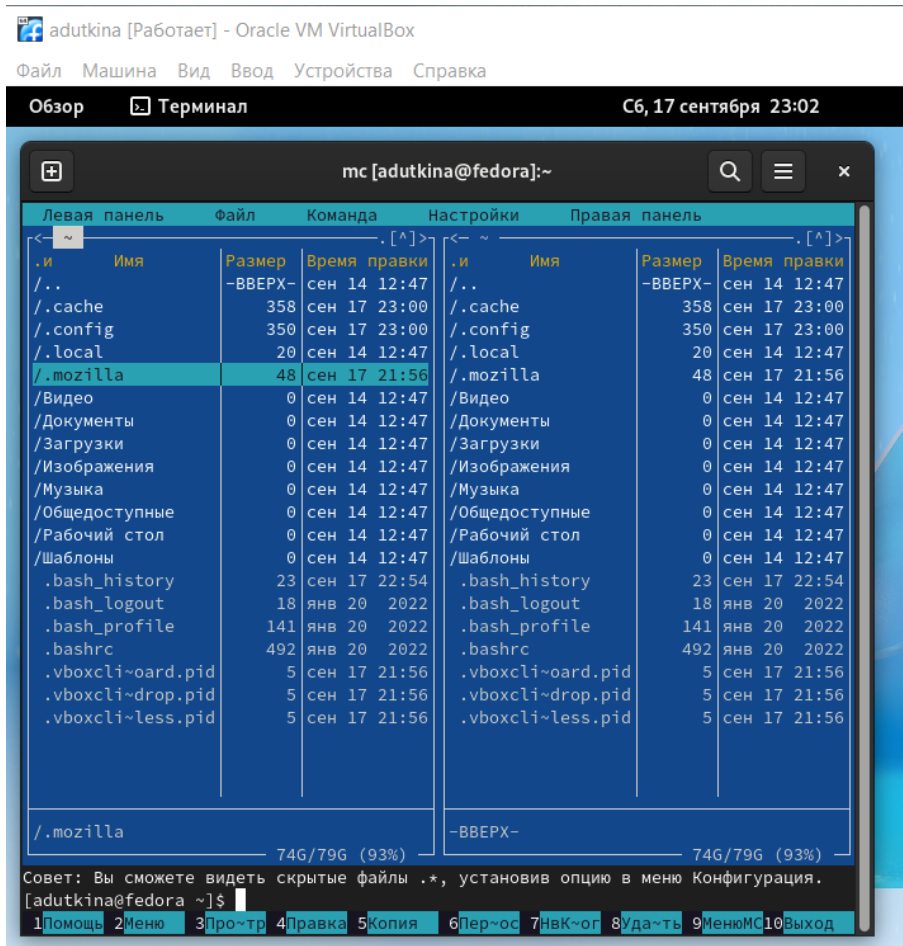 adutkina [Работает] - Oracle VM VirtualBox
Файл Машина Вид Ввод Устройства Справка
Обзор Терминал Сб, 17 сентября 23:02
mc [adutkina@fedora]:~
Левая панель Файл Команда Настройки Правая панель
<- ~ .[^]> <- ~ .[^]>
.и Имя Размер Время правки .и Имя Размер Время правки
/.. -ВВЕРХ- сен 14 12:47 /.. -ВВЕРХ- сен 14 12:47
/.cache 358 сен 17 23:00 /.cache 358 сен 17 23:00
/.config 350 сен 17 23:00 /.config 350 сен 17 23:00
/.local 20 сен 14 12:47 /.local 20 сен 14 12:47
/.mozilla 48 сен 17 21:56 /.mozilla 48 сен 17 21:56
/Видео 0 сен 14 12:47 /Видео 0 сен 14 12:47
/Документы 0 сен 14 12:47 /Документы 0 сен 14 12:47
/Загрузки 0 сен 14 12:47 /Загрузки 0 сен 14 12:47
/Изображения 0 сен 14 12:47 /Изображения 0 сен 14 12:47
/Музыка 0 сен 14 12:47 /Музыка 0 сен 14 12:47
/Общедоступные 0 сен 14 12:47 /Общедоступные 0 сен 14 12:47
/Рабочий стол 0 сен 14 12:47 /Рабочий стол 0 сен 14 12:47
/Шаблоны 0 сен 14 12:47 /Шаблоны 0 сен 14 12:47
.bash_history 23 сен 17 22:54 .bash_history 23 сен 17 22:54
.bash_logout 18 янв 20 2022 .bash_logout 18 янв 20 2022
.bash_profile 141 янв 20 2022 .bash_profile 141 янв 20 2022
.bashrc 492 янв 20 2022 .bashrc 492 янв 20 2022
.vboxcli~oard.pid 5 сен 17 21:56 .vboxcli~oard.pid 5 сен 17 21:56
.vboxcli~drop.pid 5 сен 17 21:56 .vboxcli~drop.pid 5 сен 17 21:56
.vboxcli~less.pid 5 сен 17 21:56 .vboxcli~less.pid 5 сен 17 21:56
/.mozilla -ВВЕРХ-
74G/79G (93%) 74G/79G (93%)
Совет: Вы сможете видеть скрытые файлы .*, установив опцию в меню Конфигурация.
[adutkina@fedora ~]$
1Помощь 2Меню 3Про~тр 4Правка 5Копия 6Пер~ос 7НвК~ог 8Уда~ть 9МенюМС 10Выход